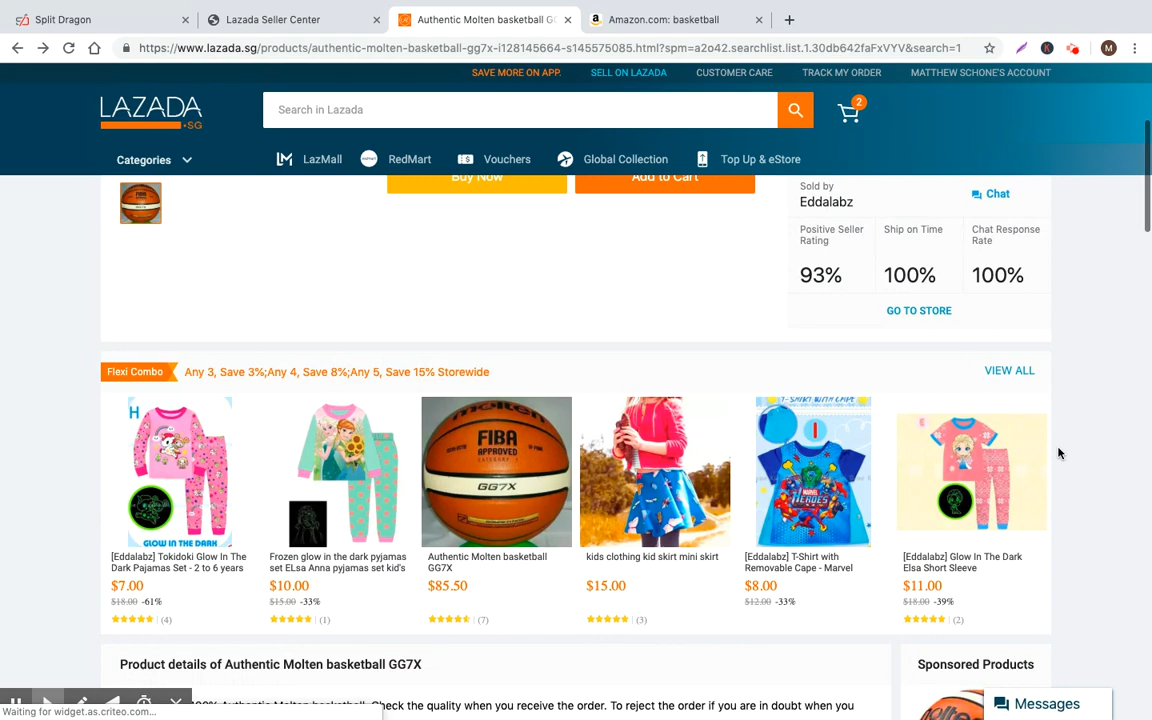 Split Dragon
Lazada Seller Center
Authentic Molten basketball GG
Amazon.com: basketball
https://www.lazada.sg/products/authentic-molten-basketball-gg7x-i128145664-s145575085.html?spm=a2o42.searchlist.list.1.30db642faFxVYV&search=1
SAVE MORE ON APP.
SELL ON LAZADA
CUSTOMER CARE
TRACK MY ORDER
MATTHEW SCHONE'S ACCOUNT
LAZADA
.SG
Search in Lazada
2
Categories
LazMall
RedMart
Vouchers
Global Collection
Top Up & eStore
Buy Now
Add to Cart
Sold by
Eddalabz
Chat
Positive Seller
Rating
Ship on Time
Chat Response
Rate
93%
100%
100%
GO TO STORE
Flexi Combo
Any 3, Save 3%;Any 4, Save 8%;Any 5, Save 15% Storewide
VIEW ALL
H
GLOW IN THE DARK
molten
FIBA
APPROVED
GG7X
T-SHIRT WITH CAPE
MARVEL
HEROES
[Eddalabz] Tokidoki Glow In The
Dark Pajamas Set - 2 to 6 years
$7.00
$18.00 -61%
(4)
Frozen glow in the dark pyjamas
set ELsa Anna pyjamas set kid's
$10.00
$15.00 -33%
(1)
Authentic Molten basketball
GG7X
$85.50
(7)
kids clothing kid skirt mini skirt
$15.00
(3)
[Eddalabz] T-Shirt with
Removable Cape - Marvel
$8.00
$12.00 -33%
[Eddalabz] Glow In The Dark
Elsa Short Sleeve
$11.00
$18.00 -39%
(2)
Product details of Authentic Molten basketball GG7X
Sponsored Products
100% Authentic Molten basketball. Check the quality when you receive the order. To reject the order if you are in doubt when you
Messages
Waiting for widget.as.criteo.com...